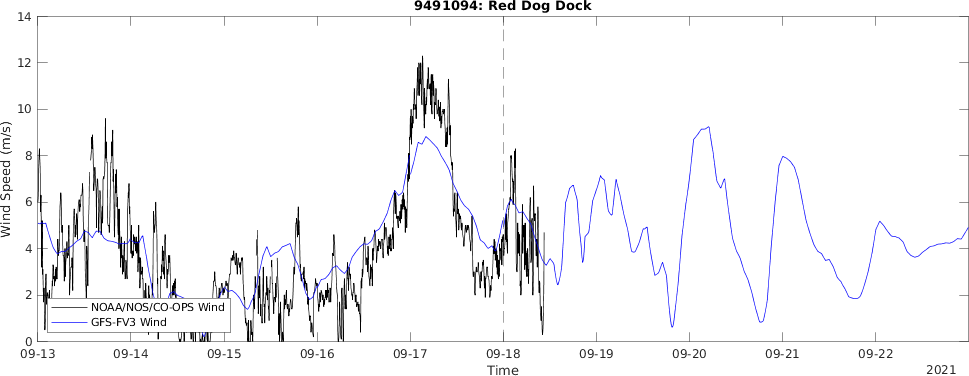 9491094: Red Dog Dock
14
12
10
8
6
4
2
0
Wind Speed (m/s)
NOAA/NOS/CO-OPS Wind
GFS-FV3 Wind
09-13 09-14 09-15 09-16 09-17 09-18 09-19 09-20 09-21 09-22
Time
2021